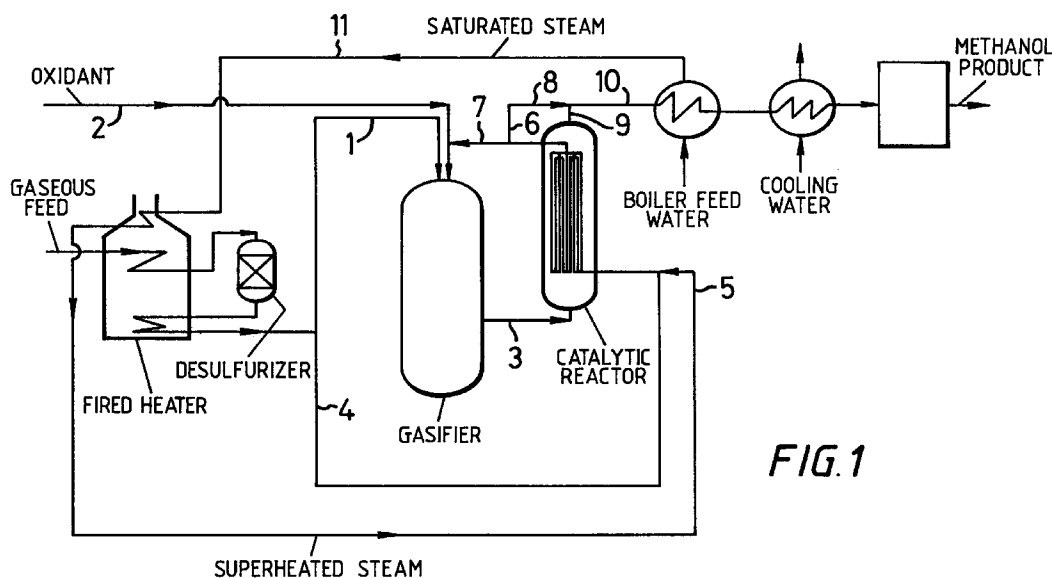 11
SATURATED STEAM
METHANOL
PRODUCT
OXIDANT
2
1
8
10
7
6
9
GASEOUS
FEED
BOILER FEED
WATER
COOLING
WATER
5
3
CATALYTIC
REACTOR
DESULFURIZER
FIRED HEATER
4
GASIFIER
FIG.1
SUPERHEATED STEAM